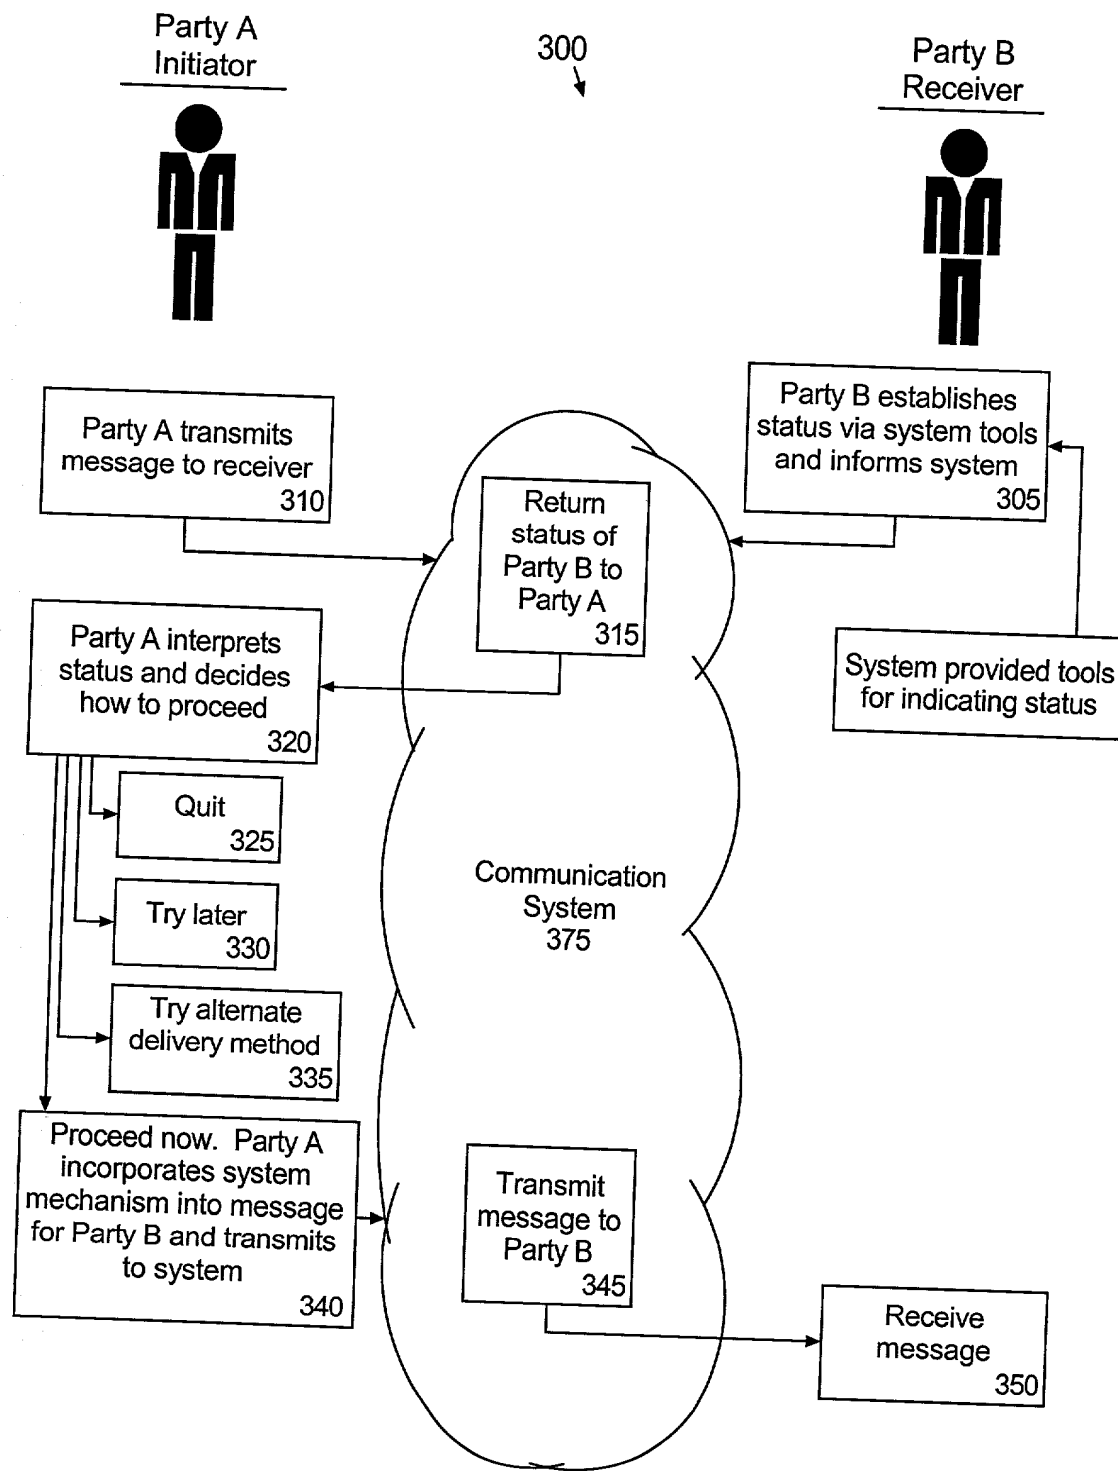 Party A
Initiator
300
Party B
Receiver
Party A transmits
message to receiver
310
Party B establishes
status via system tools
and informs system
305
Return
status of
Party B to
Party A
315
Party A interprets
status and decides
how to proceed
320
System provided tools
for indicating status
Quit
325
Try later
330
Try alternate
delivery method
335
Communication
System
375
Proceed now. Party A
incorporates system
mechanism into message
for Party B and transmits
to system
340
Transmit
message to
Party B
345
Receive
message
350